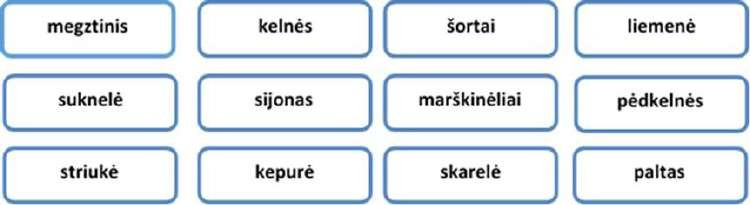 megztinis kelnės šortai liemenė
suknelė sijonas marškinėliai pėdkelnės
striukė kepurė skarelė paltas